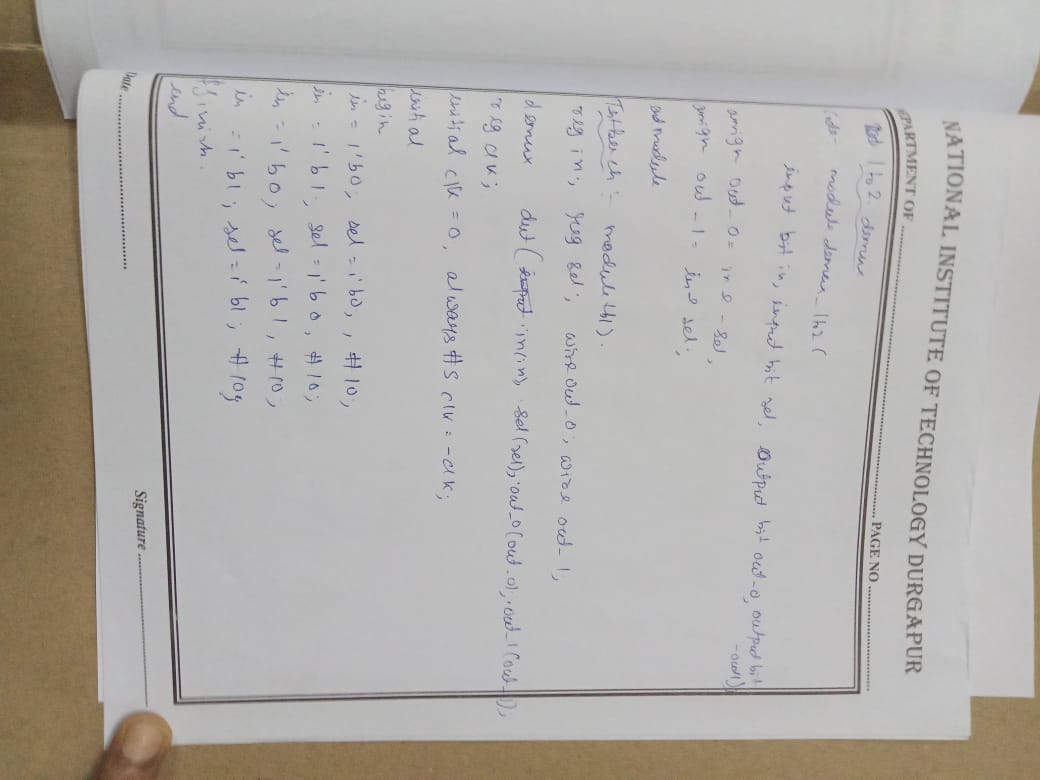 NATIONAL INSTITUTE OF TECHNOLOGY DURGAPUR
EPARTMENT OF ........ PAGE NO ........
1 to 2 demux
Code- module demux_1to2 (
input bit in, input bit sel, Output bit out-0, output bit
-out1);
assign out_0= in & ~sel,
assign out_1= in & sel;
end module
Testbench :- module tb1).
reg in; reg sel; wire out_0; wire out_1;
demux dut ( .in(in), sel(sel), .out_0(out_0), .out_1(out_1);
reg clk;
initial clk = 0, always #5 clk = ~clk;
initial
begin
in = 1'b0; sel = 1'b0; , #10;
in = 1'b1; sel = 1'b0, #10;
in = 1'b0; sel = 1'b1, #10;
in = 1'b1; sel = 1'b1; #10;
$finish.
end
Date ........ Signature ........